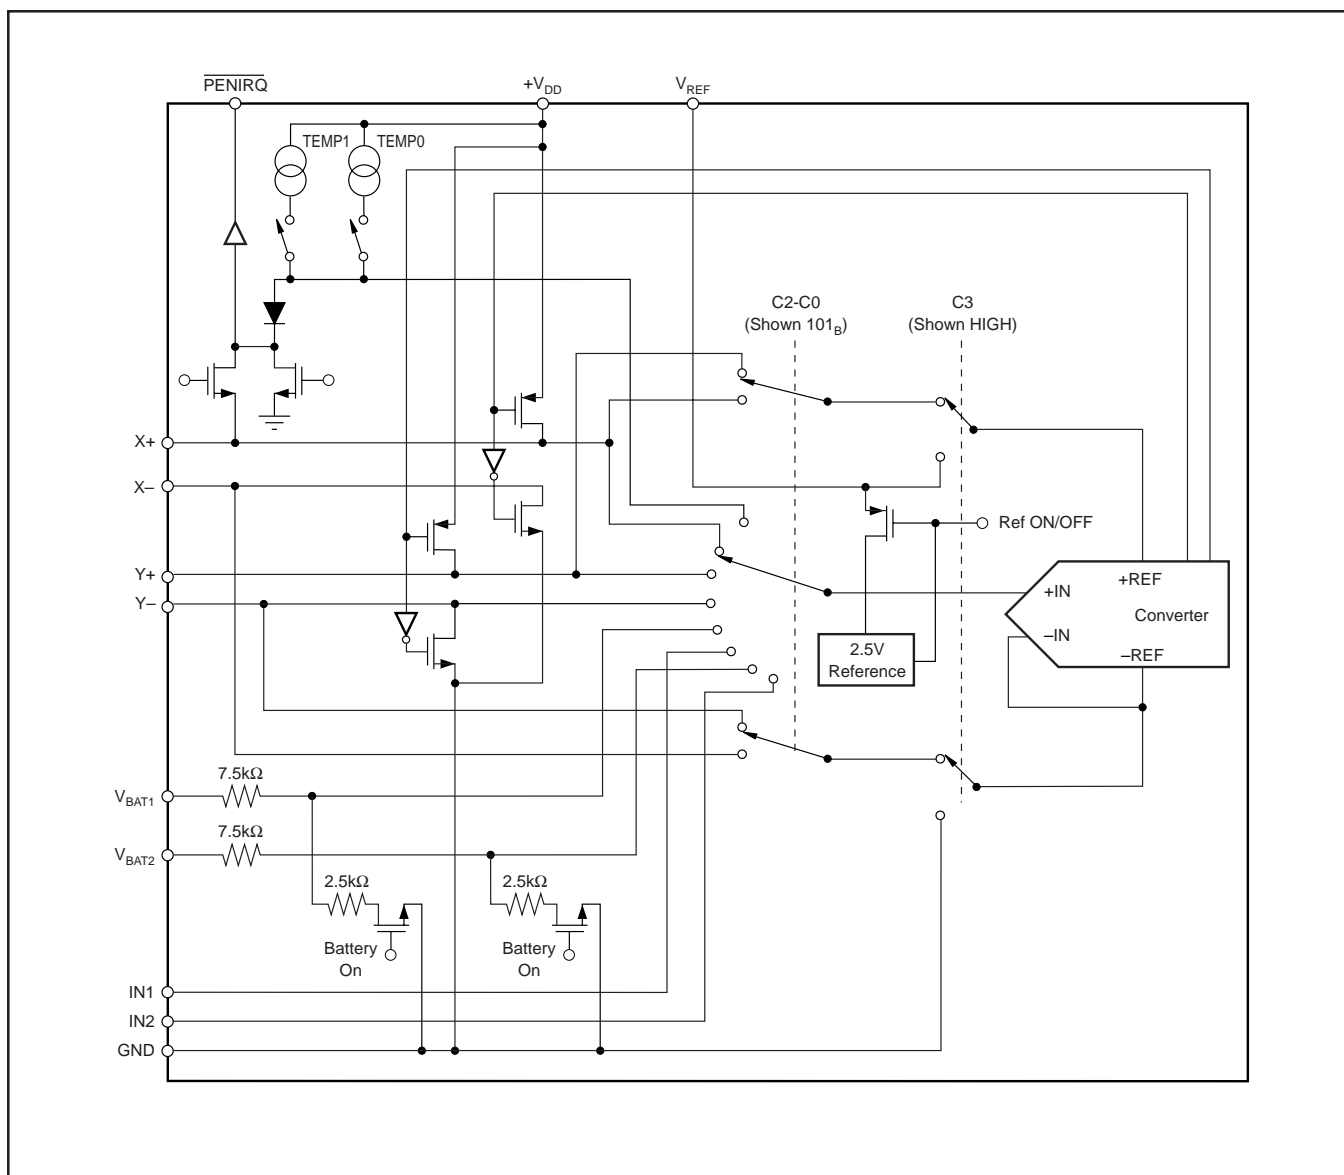 PENIRQ
+VDD
VREF
TEMP1
TEMP0
C2-C0
(Shown 101B)
C3
(Shown HIGH)
X+
X–
Ref ON/OFF
Y+
Y–
+REF
+IN
Converter
–IN
–REF
2.5V
Reference
7.5kΩ
VBAT1
7.5kΩ
VBAT2
2.5kΩ
2.5kΩ
Battery
On
Battery
On
IN1
IN2
GND